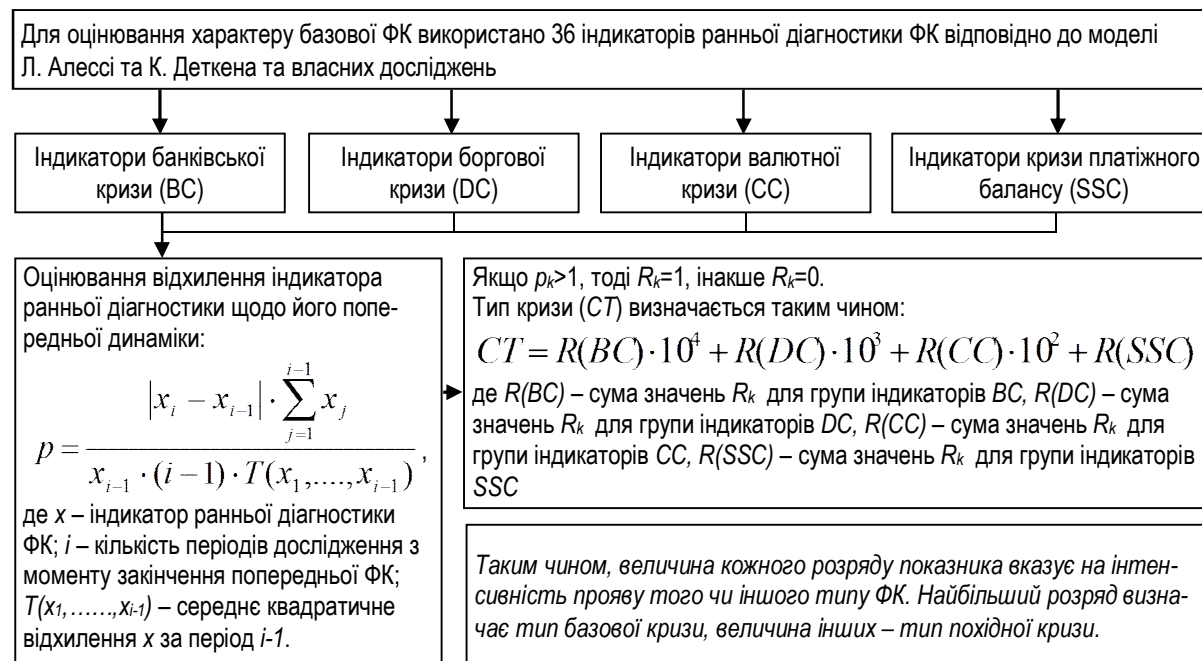 Для оцінювання характеру базової ФК використано 36 індикаторів ранньої діагностики ФК відповідно до моделі
Л. Алессі та К. Деткена та власних досліджень
Індикатори банківської
кризи (BC)
Індикатори боргової
кризи (DC)
Індикатори валютної
кризи (CC)
Індикатори кризи платіжного
балансу (SSC)
Оцінювання відхилення індикатора
ранньої діагностики щодо його попе-
редньої динаміки:
p = (|x_i − x_{i−1}| · ∑_{j=1}^{i−1} x_j) / (x_{i−1} · (i−1) · T(x_1,....,x_{i−1})),
де x – індикатор ранньої діагностики
ФК; i – кількість періодів дослідження з
моменту закінчення попередньої ФК;
T(x_1,……,x_{i-1}) – середнє квадратичне
відхилення x за період i-1.
Якщо p_k>1, тоді R_k=1, інакше R_k=0.
Тип кризи (CT) визначається таким чином:
CT = R(BC)·10^4 + R(DC)·10^3 + R(CC)·10^2 + R(SSC)
де R(BC) – сума значень R_k для групи індикаторів BC, R(DC) – сума
значень R_k для групи індикаторів DC, R(CC) – сума значень R_k для
групи індикаторів CC, R(SSC) – сума значень R_k для групи індикаторів
SSC
Таким чином, величина кожного розряду показника вказує на інтен-
сивність прояву того чи іншого типу ФК. Найбільший розряд визна-
чає тип базової кризи, величина інших – тип похідної кризи.